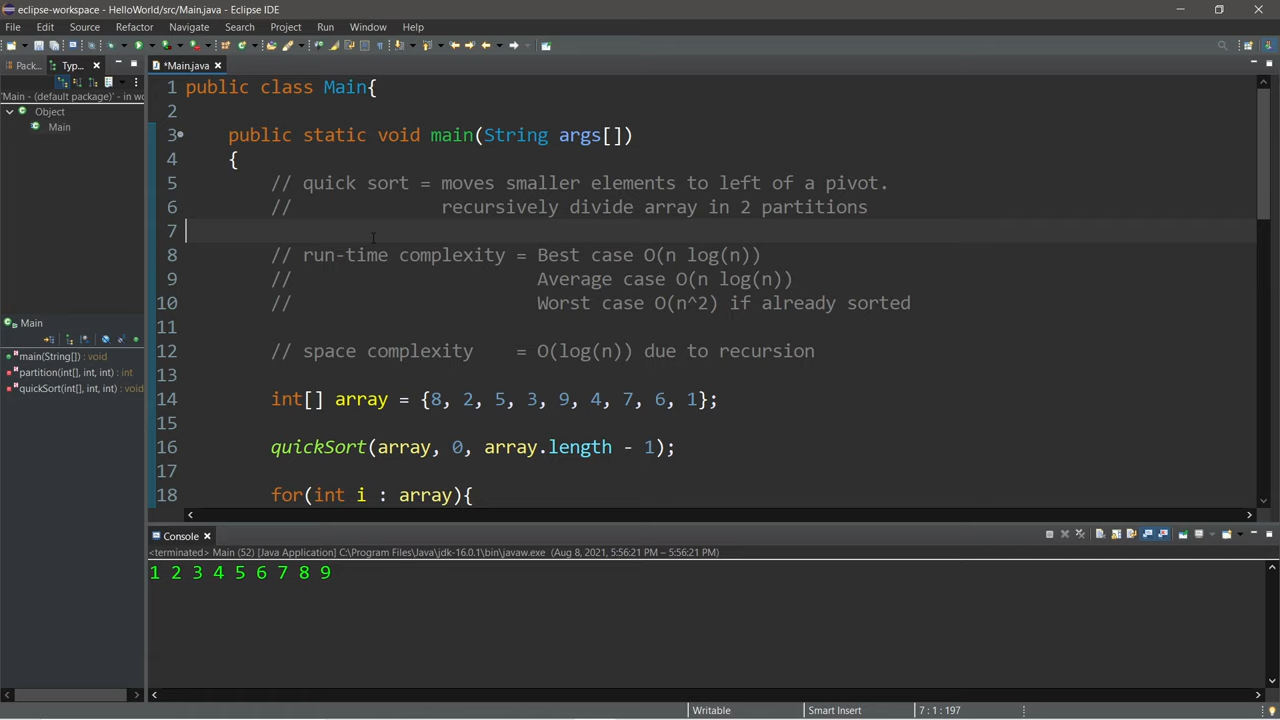 eclipse-workspace - HelloWorld/src/Main.java - Eclipse IDE
File Edit Source Refactor Navigate Search Project Run Window Help
Pack... Typ... *Main.java
'Main - (default package)' - in wo
Object
Main
1 public class Main{
2
3 public static void main(String args[])
4 {
5 // quick sort = moves smaller elements to left of a pivot.
6 // recursively divide array in 2 partitions
7
8 // run-time complexity = Best case O(n log(n))
9 // Average case O(n log(n))
10 // Worst case O(n^2) if already sorted
11
12 // space complexity = O(log(n)) due to recursion
13
14 int[] array = {8, 2, 5, 3, 9, 4, 7, 6, 1};
15
16 quickSort(array, 0, array.length - 1);
17
18 for(int i : array){
Main
main(String[]) : void
partition(int[], int, int) : int
quickSort(int[], int, int) : void
Console
<terminated> Main (52) [Java Application] C:\Program Files\Java\jdk-16.0.1\bin\javaw.exe (Aug 8, 2021, 5:56:21 PM – 5:56:21 PM)
1 2 3 4 5 6 7 8 9
Writable Smart Insert 7 : 1 : 197